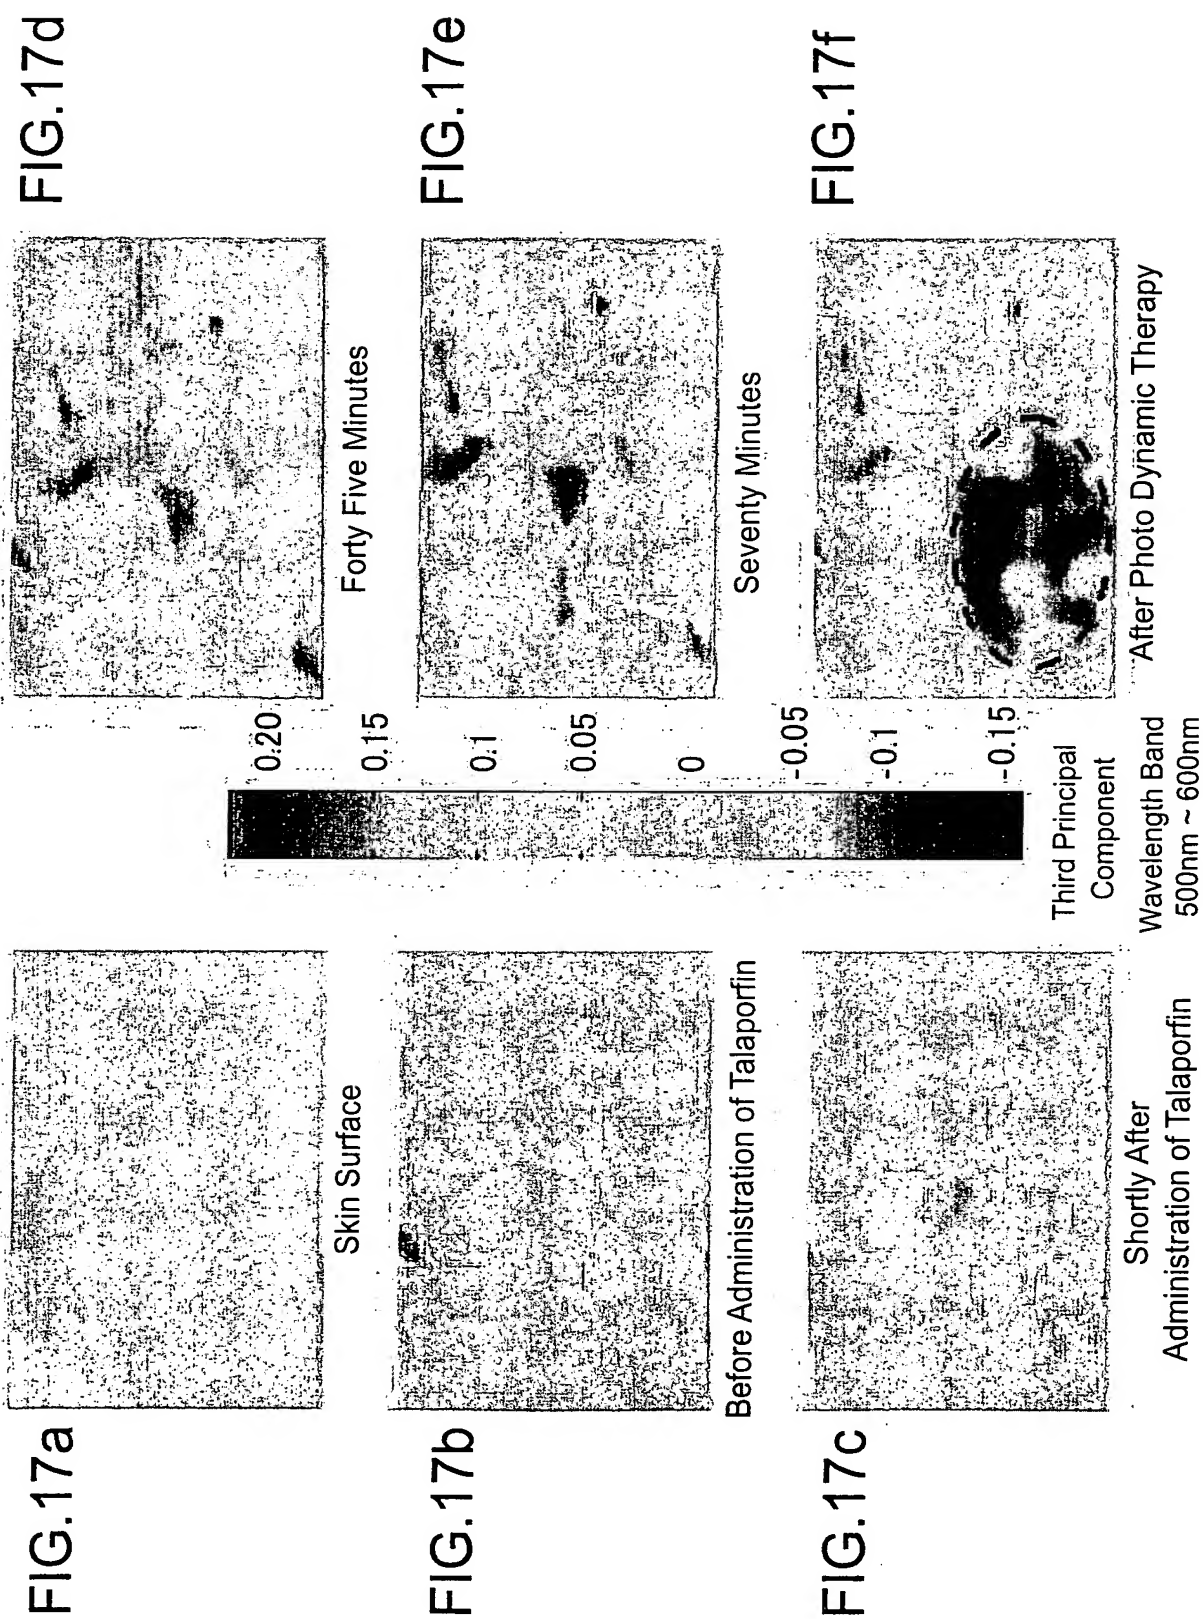 FIG.17a
Skin Surface
FIG.17b
Before Administration of Talaporfin
FIG.17c
Shortly After
Administration of Talaporfin
0.20
0.15
0.1
0.05
0
-0.05
-0.1
-0.15
Third Principal
Component
Wavelength Band
500nm ~ 600nm
FIG.17d
Forty Five Minutes
FIG.17e
Seventy Minutes
FIG.17f
After Photo Dynamic Therapy